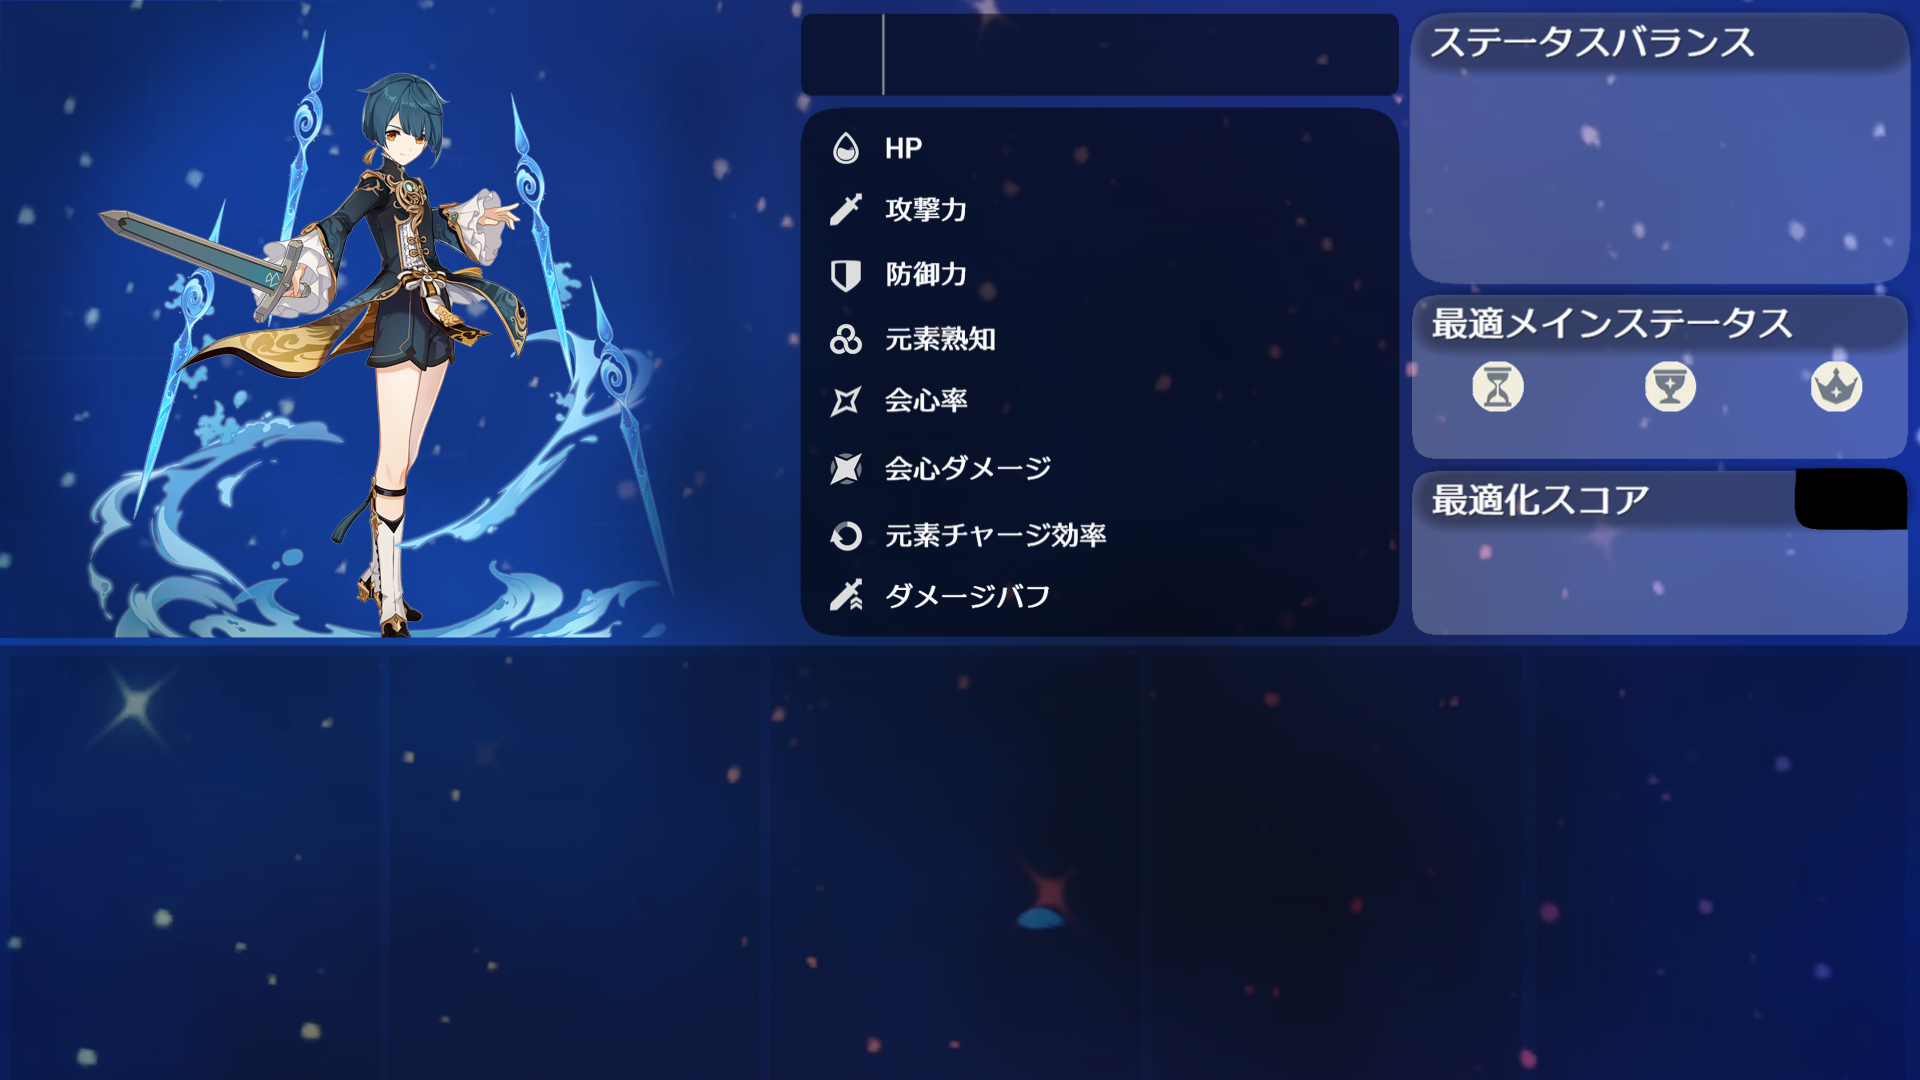 HP
攻撃力
防御力
元素熟知
会心率
会心ダメージ
元素チャージ効率
ダメージバフ
ステータスバランス
最適メインステータス
最適化スコア